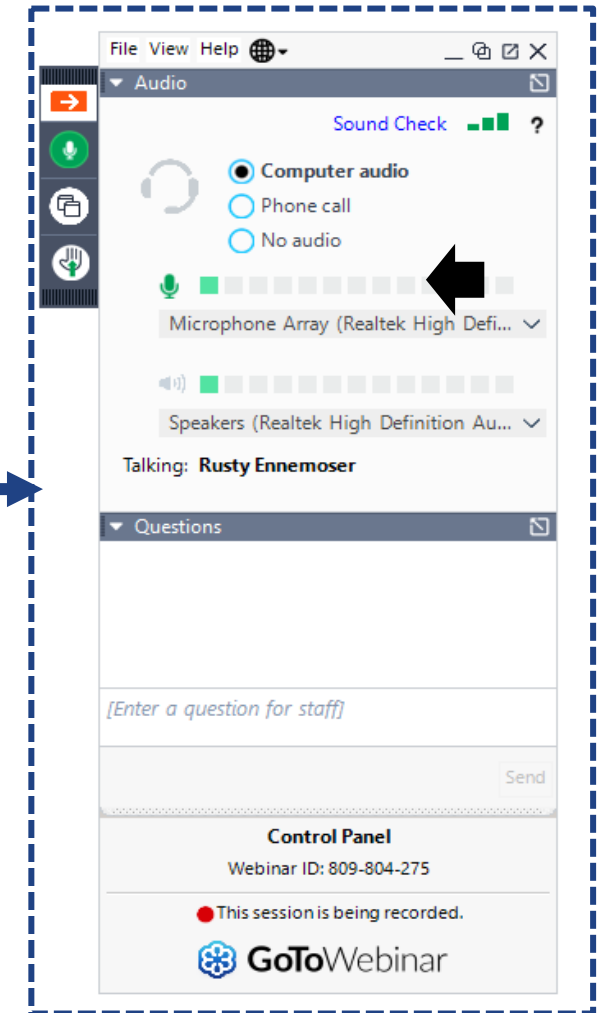 File View Help
Audio
Sound Check ?
Computer audio
Phone call
No audio
Microphone Array (Realtek High Defi...
Speakers (Realtek High Definition Au...
Talking: Rusty Ennemoser
Questions
[Enter a question for staff]
Send
Control Panel
Webinar ID: 809-804-275
This session is being recorded.
GoToWebinar